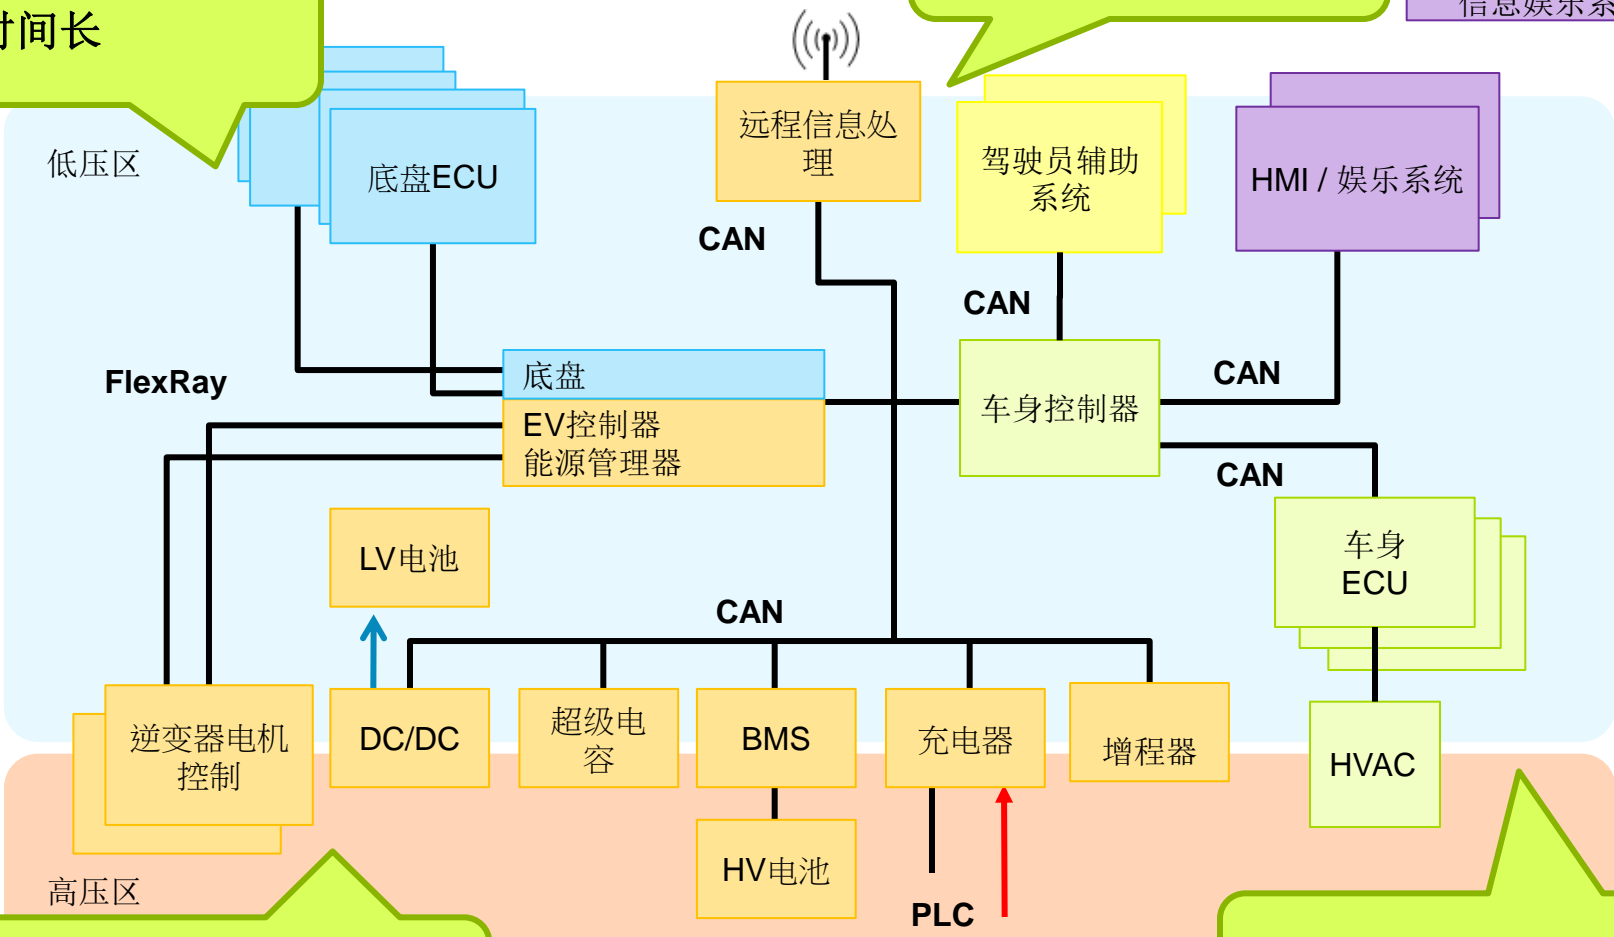 时间长
信息娱乐系
低压区
底盘ECU
远程信息处
理
驾驶员辅助
系统
HMI / 娱乐系统
CAN
CAN
FlexRay
底盘
EV控制器
能源管理器
车身控制器
CAN
CAN
LV电池
车身
ECU
CAN
逆变器电机
控制
DC/DC
超级电
容
BMS
充电器
增程器
HVAC
HV电池
高压区
PLC